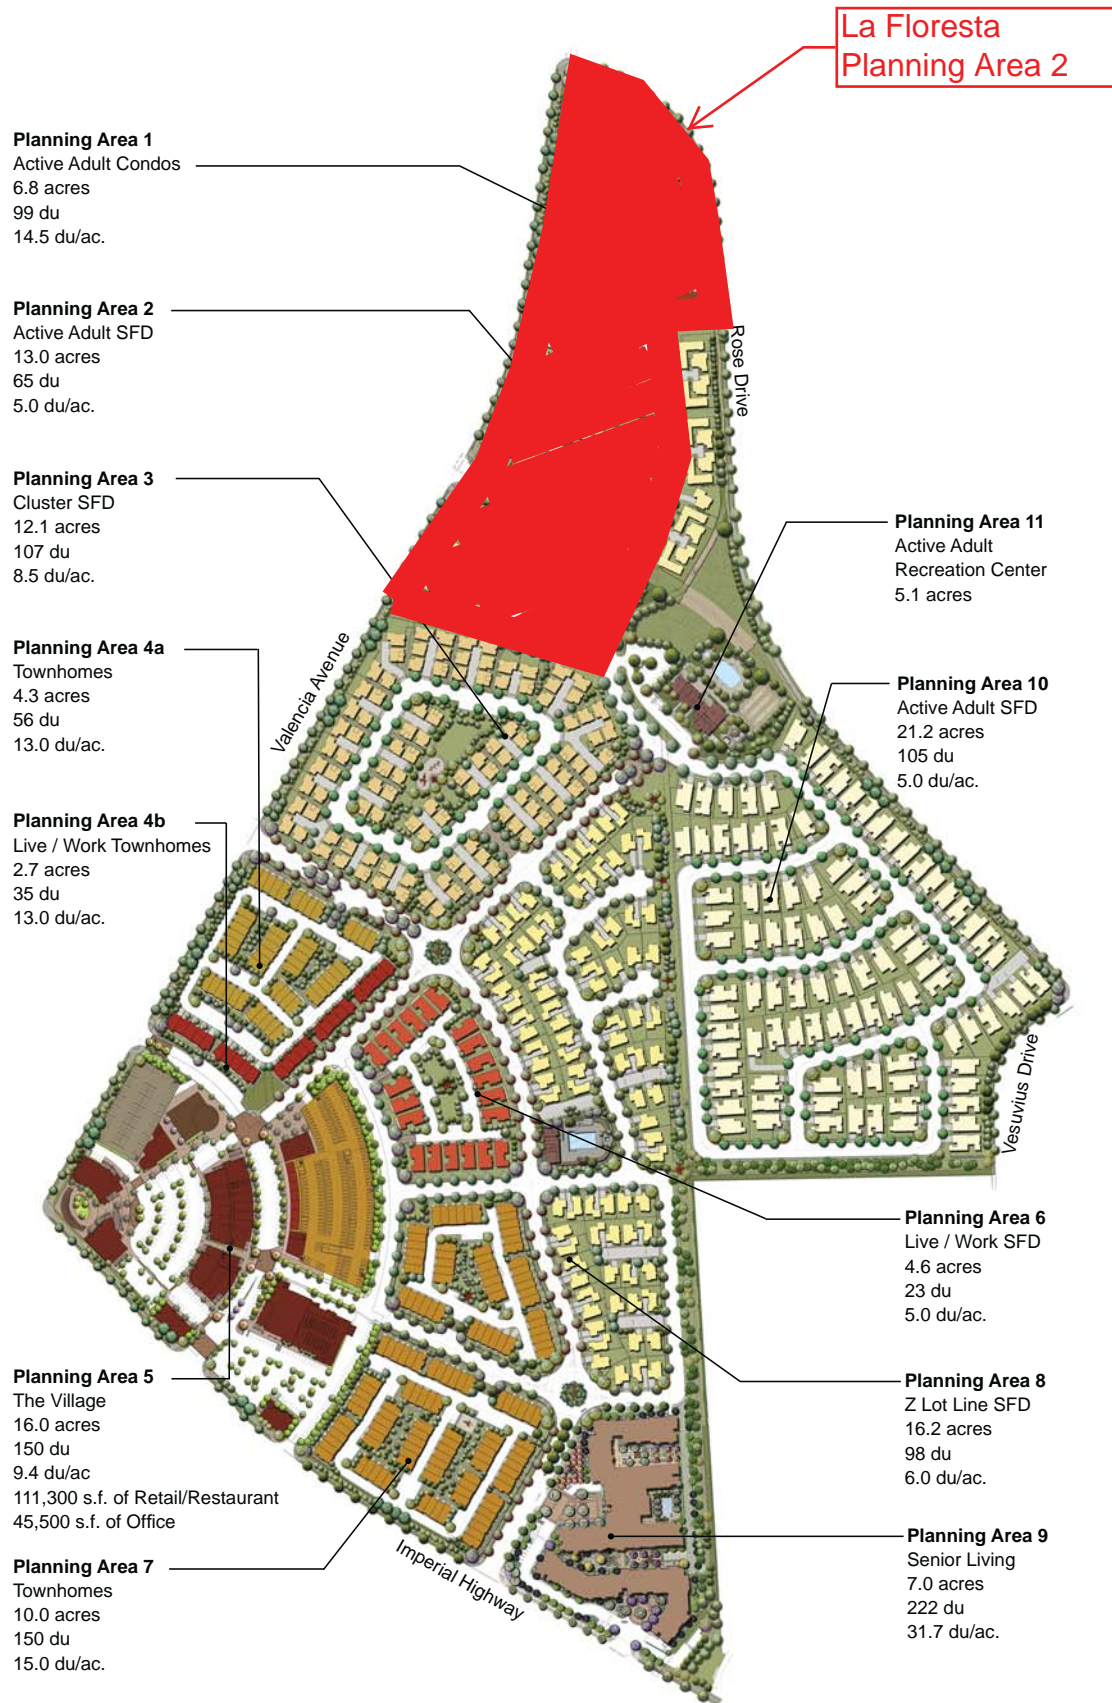 La Floresta
Planning Area 2
Planning Area 1
Active Adult Condos
6.8 acres
99 du
14.5 du/ac.
Planning Area 2
Active Adult SFD
13.0 acres
65 du
5.0 du/ac.
Planning Area 3
Cluster SFD
12.1 acres
107 du
8.5 du/ac.
Planning Area 4a
Townhomes
4.3 acres
56 du
13.0 du/ac.
Planning Area 4b
Live / Work Townhomes
2.7 acres
35 du
13.0 du/ac.
Planning Area 5
The Village
16.0 acres
150 du
9.4 du/ac
111,300 s.f. of Retail/Restaurant
45,500 s.f. of Office
Planning Area 7
Townhomes
10.0 acres
150 du
15.0 du/ac.
Valencia Avenue
Rose Drive
Vesuvius Drive
Imperial Highway
Planning Area 11
Active Adult
Recreation Center
5.1 acres
Planning Area 10
Active Adult SFD
21.2 acres
105 du
5.0 du/ac.
Planning Area 6
Live / Work SFD
4.6 acres
23 du
5.0 du/ac.
Planning Area 8
Z Lot Line SFD
16.2 acres
98 du
6.0 du/ac.
Planning Area 9
Senior Living
7.0 acres
222 du
31.7 du/ac.